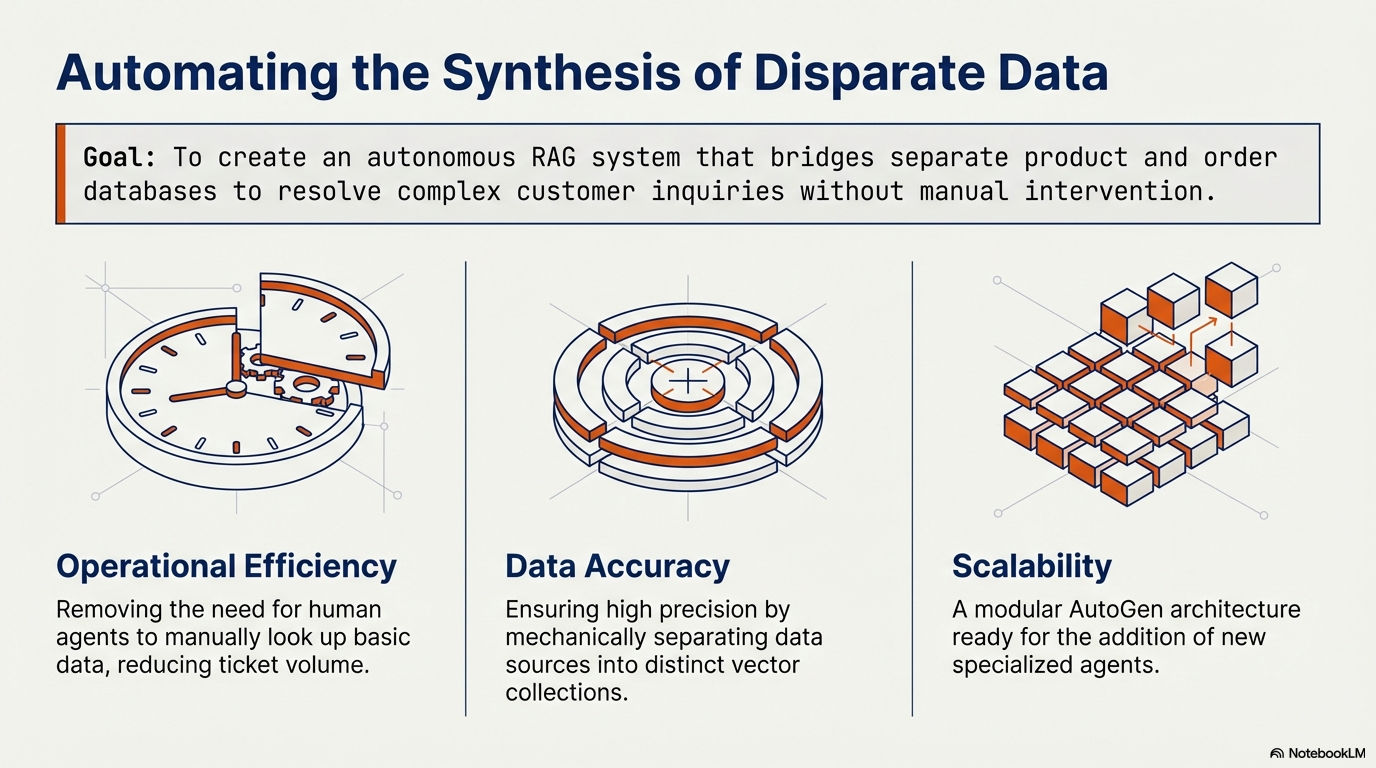 Automating the Synthesis of Disparate Data
Goal: To create an autonomous RAG system that bridges separate product and order
databases to resolve complex customer inquiries without manual intervention.
Operational Efficiency
Removing the need for human
agents to manually look up basic
data, reducing ticket volume.
Data Accuracy
Ensuring high precision by
mechanically separating data
sources into distinct vector
collections.
Scalability
A modular AutoGen architecture
ready for the addition of new
specialized agents.
NotebookLM